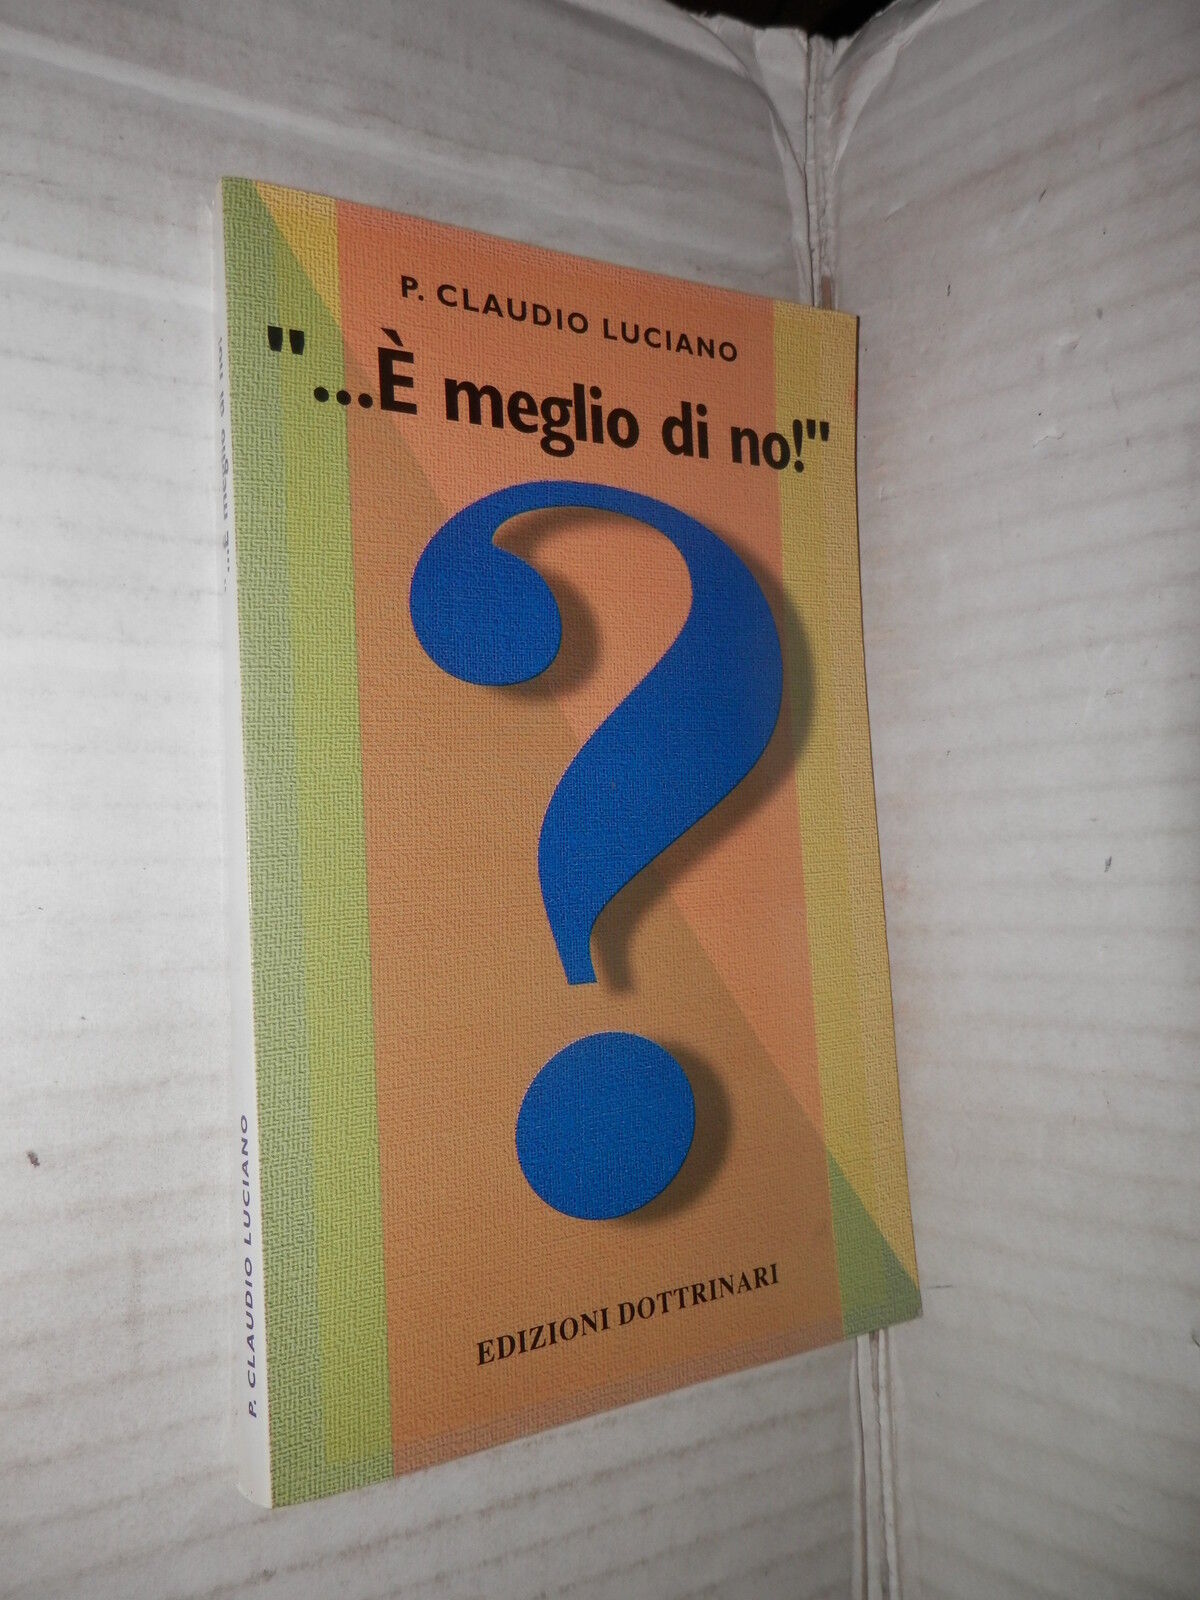 P. CLAUDIO LUCIANO
"...È meglio di no!"
?
EDIZIONI DOTTRINARI
P. CLAUDIO LUCIANO
"...È meglio di no!